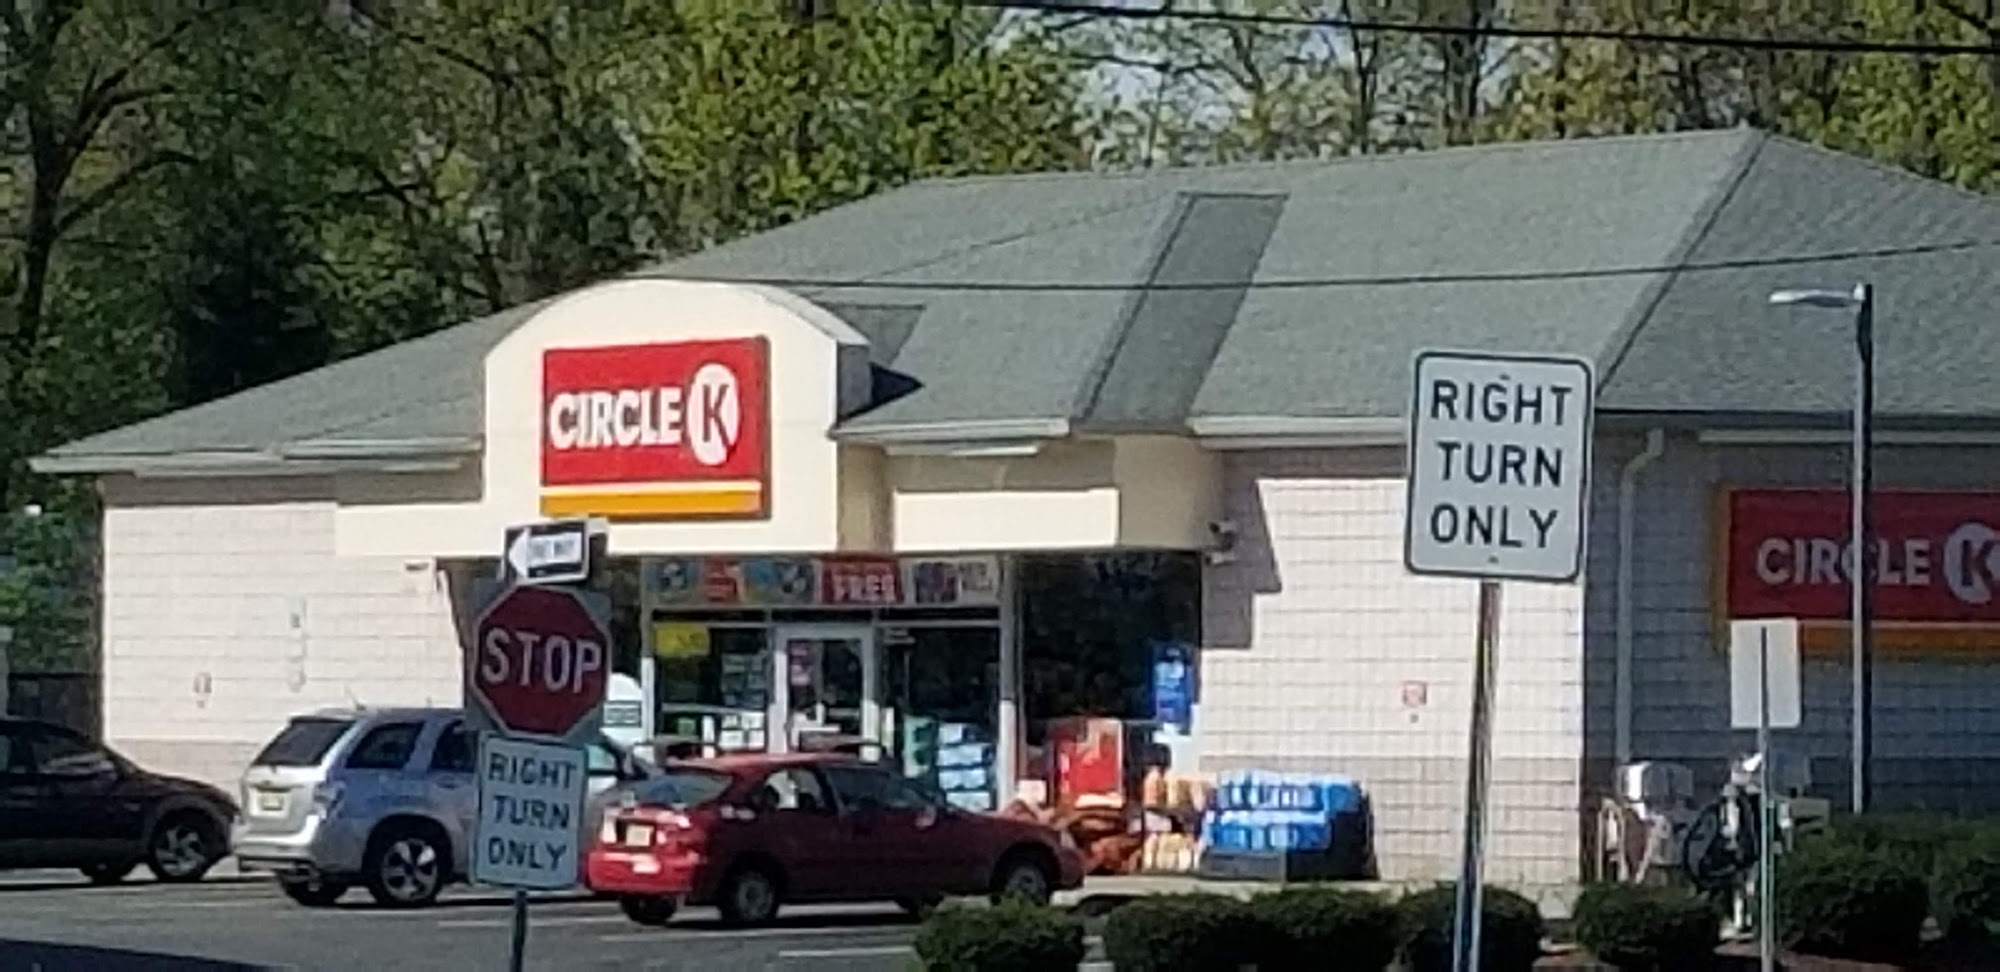 CIRCLE K
RIGHT
TURN
ONLY
CIRCLE K
ONE WAY
FREE
STOP
RIGHT
TURN
ONLY